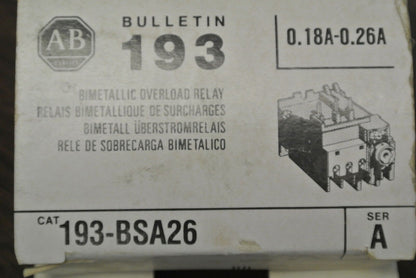 AB
BULLETIN
193
0.18A-0.26A
BIMETALLIC OVERLOAD RELAY
RELAIS BIMETALLIQUE DE SURCHARGES
BIMETALL ÜBERSTROMRELAIS
RELE DE SOBRECARGA BIMETALICO
CAT 193-BSA26
SER
A